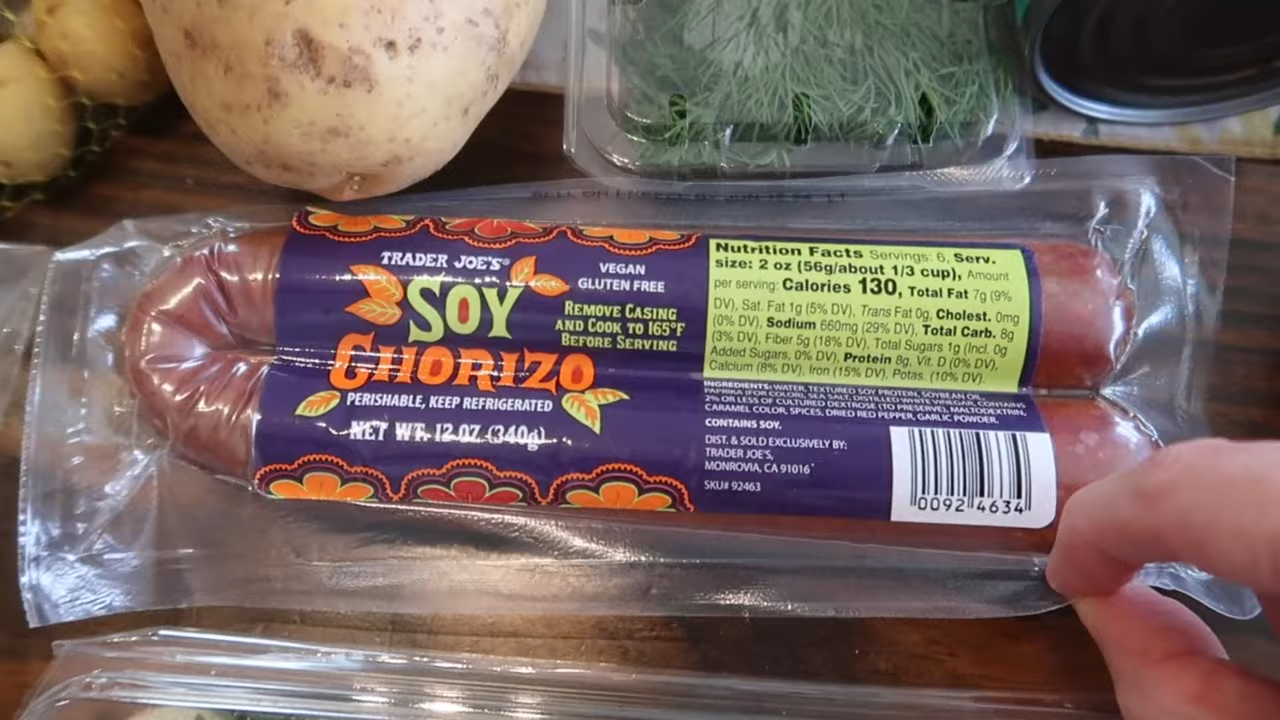 TRADER JOE'S®
SOY
CHORIZO
PERISHABLE, KEEP REFRIGERATED
NET WT. 12 OZ (340g)
VEGAN
GLUTEN FREE
REMOVE CASING
AND COOK TO 165°F
BEFORE SERVING
Nutrition Facts Servings: 6, Serv.
size: 2 oz (56g/about 1/3 cup), Amount
per serving: Calories 130, Total Fat 7g (9%
DV), Sat. Fat 1g (5% DV), Trans Fat 0g, Cholest. 0mg
(0% DV), Sodium 660mg (29% DV), Total Carb. 8g
(3% DV), Fiber 5g (18% DV), Total Sugars 1g (Incl. 0g
Added Sugars, 0% DV), Protein 8g, Vit. D (0% DV),
Calcium (8% DV), Iron (15% DV), Potas. (10% DV).
INGREDIENTS: WATER, TEXTURED SOY PROTEIN, SOYBEAN OIL,
PAPRIKA (FOR COLOR), SEA SALT, DISTILLED WHITE VINEGAR, CONTAINS
2% OR LESS OF CULTURED DEXTROSE (TO PRESERVE), MALTODEXTRIN,
CARAMEL COLOR, SPICES, DRIED RED PEPPER, GARLIC POWDER.
CONTAINS SOY.
DIST. & SOLD EXCLUSIVELY BY:
TRADER JOE'S,
MONROVIA, CA 91016
SKU# 92463
0092 4634